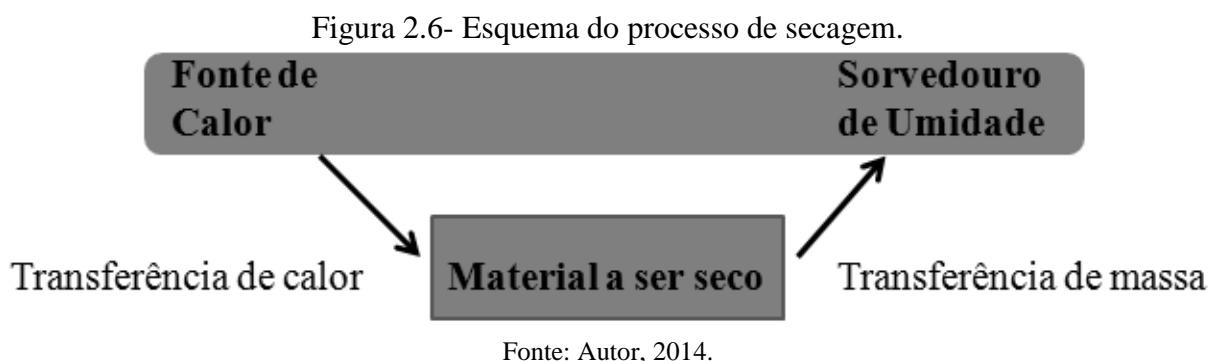 Figura 2.6- Esquema do processo de secagem.
Fonte de
Calor
Sorvedouro
de Umidade
Transferência de calor
Material a ser seco
Transferência de massa
Fonte: Autor, 2014.